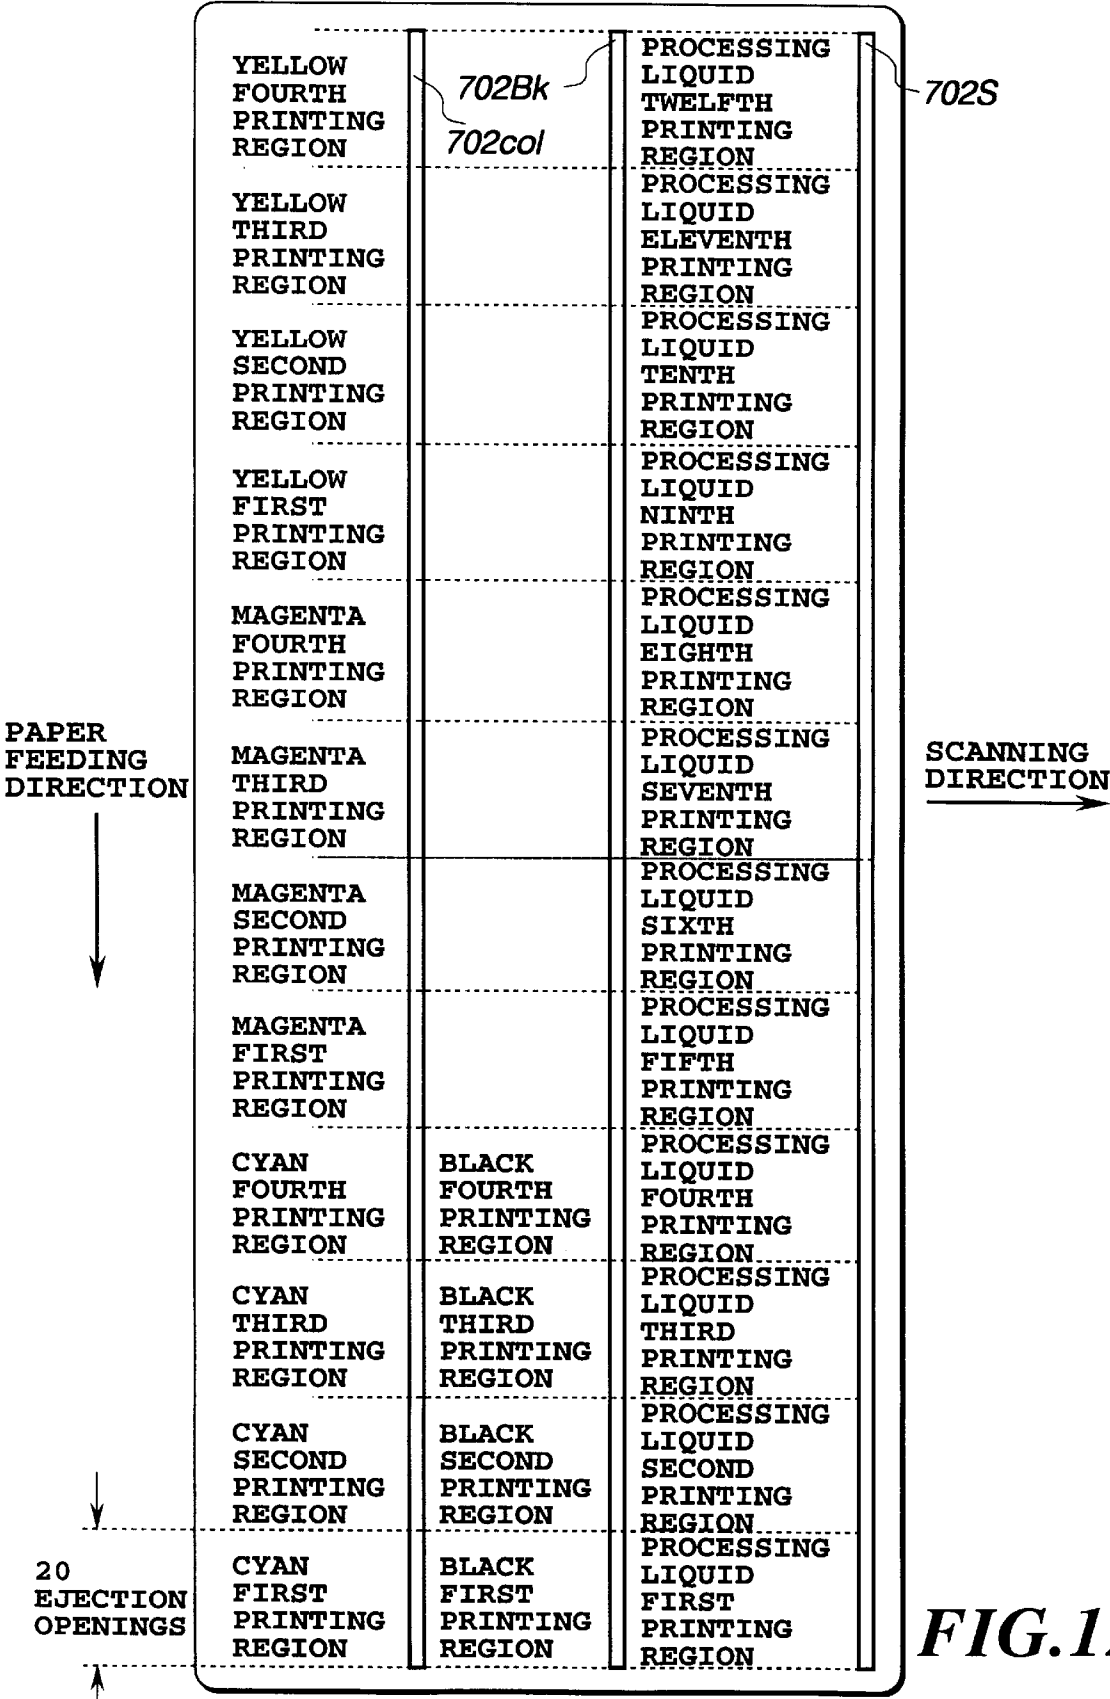 YELLOW
FOURTH
PRINTING
REGION
702col
702Bk
PROCESSING
LIQUID
TWELFTH
PRINTING
REGION
702S
YELLOW
THIRD
PRINTING
REGION
PROCESSING
LIQUID
ELEVENTH
PRINTING
REGION
YELLOW
SECOND
PRINTING
REGION
PROCESSING
LIQUID
TENTH
PRINTING
REGION
YELLOW
FIRST
PRINTING
REGION
PROCESSING
LIQUID
NINTH
PRINTING
REGION
MAGENTA
FOURTH
PRINTING
REGION
PROCESSING
LIQUID
EIGHTH
PRINTING
REGION
PAPER
FEEDING
DIRECTION
MAGENTA
THIRD
PRINTING
REGION
PROCESSING
LIQUID
SEVENTH
PRINTING
REGION
SCANNING
DIRECTION
MAGENTA
SECOND
PRINTING
REGION
PROCESSING
LIQUID
SIXTH
PRINTING
REGION
MAGENTA
FIRST
PRINTING
REGION
PROCESSING
LIQUID
FIFTH
PRINTING
REGION
CYAN
FOURTH
PRINTING
REGION
BLACK
FOURTH
PRINTING
REGION
PROCESSING
LIQUID
FOURTH
PRINTING
REGION
CYAN
THIRD
PRINTING
REGION
BLACK
THIRD
PRINTING
REGION
PROCESSING
LIQUID
THIRD
PRINTING
REGION
CYAN
SECOND
PRINTING
REGION
BLACK
SECOND
PRINTING
REGION
PROCESSING
LIQUID
SECOND
PRINTING
REGION
20
EJECTION
OPENINGS
CYAN
FIRST
PRINTING
REGION
BLACK
FIRST
PRINTING
REGION
PROCESSING
LIQUID
FIRST
PRINTING
REGION